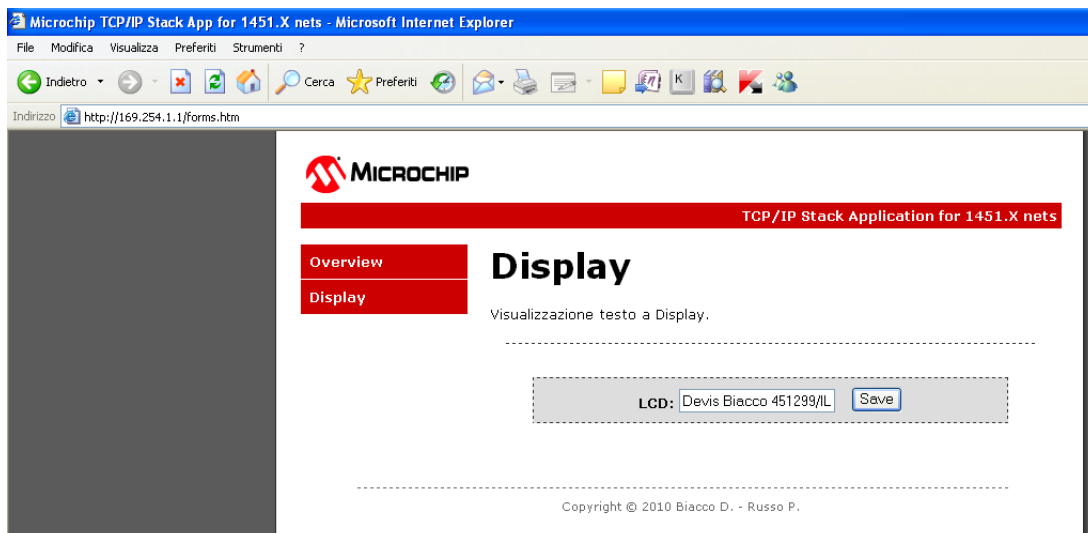 Microchip TCP/IP Stack App for 1451.X nets - Microsoft Internet Explorer
File Modifica Visualizza Preferiti Strumenti ?
Indietro Cerca Preferiti K
Indirizzo http://169.254.1.1/forms.htm
MICROCHIP
TCP/IP Stack Application for 1451.X nets
Overview
Display
Display
Visualizzazione testo a Display.
LCD: Devis Biacco 451299/IL Save
Copyright © 2010 Biacco D. - Russo P.